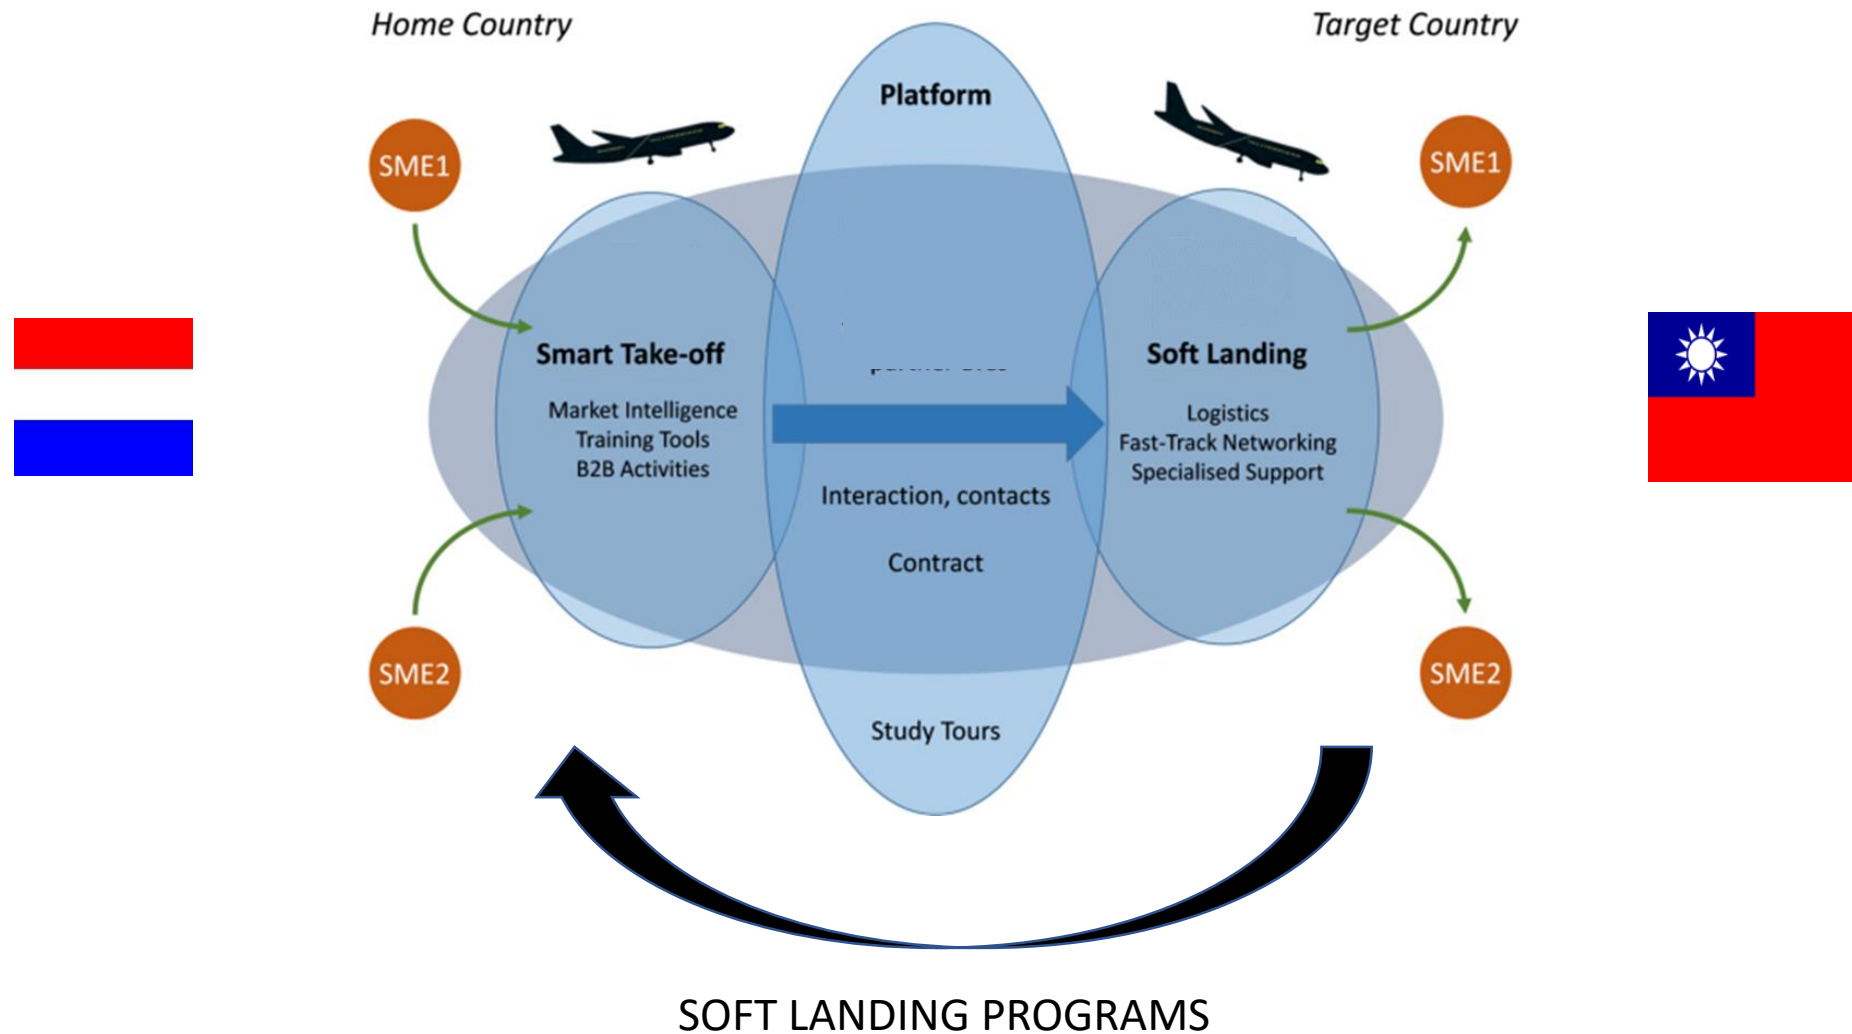 Home Country
Target Country
Platform
SME1
SME1
Smart Take-off
Market Intelligence
Training Tools
B2B Activities
Interaction, contacts
Contract
Study Tours
Soft Landing
Logistics
Fast-Track Networking
Specialised Support
SME2
SME2
SOFT LANDING PROGRAMS